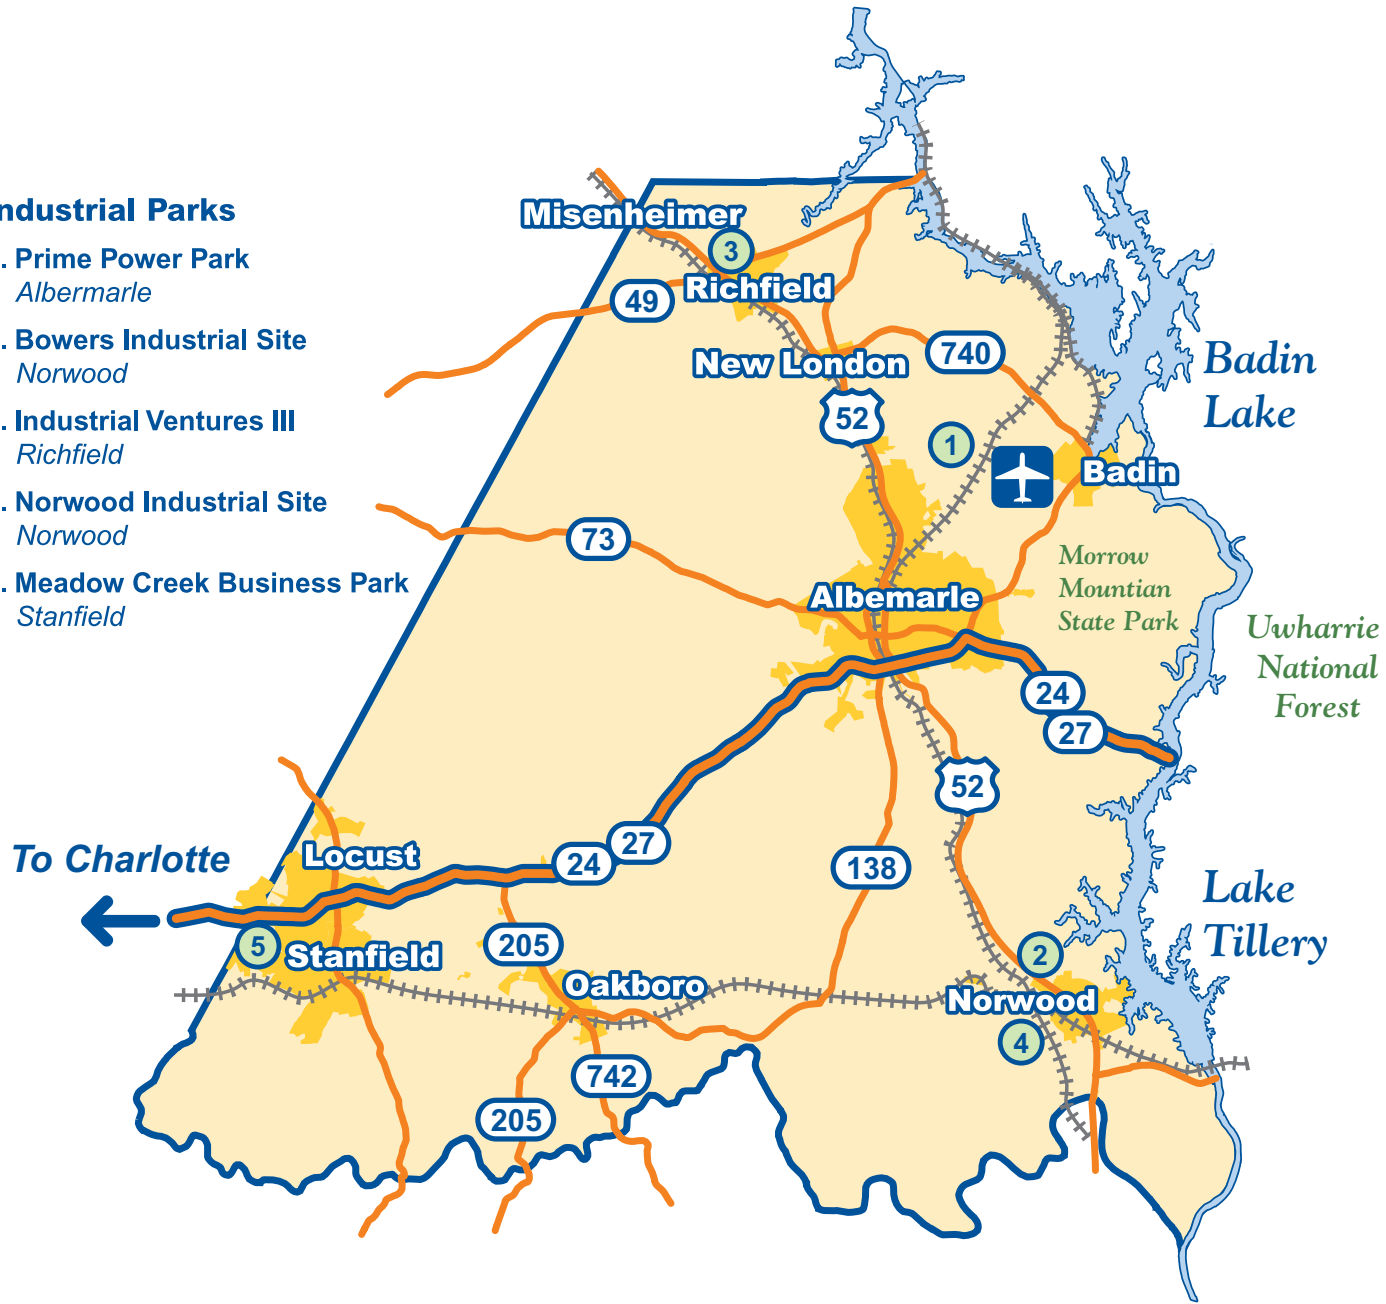 ndustrial Parks
. Prime Power Park
Albermarle
. Bowers Industrial Site
Norwood
. Industrial Ventures III
Richfield
. Norwood Industrial Site
Norwood
. Meadow Creek Business Park
Stanfield
Misenheimer
3
Richfield
49
New London
740
Badin
Lake
52
1
Badin
73
Morrow
Mountian
State Park
Albemarle
Uwharrie
National
Forest
24
27
52
To Charlotte
Locust
24
27
138
Lake
Tillery
5
Stanfield
205
2
Oakboro
Norwood
4
742
205